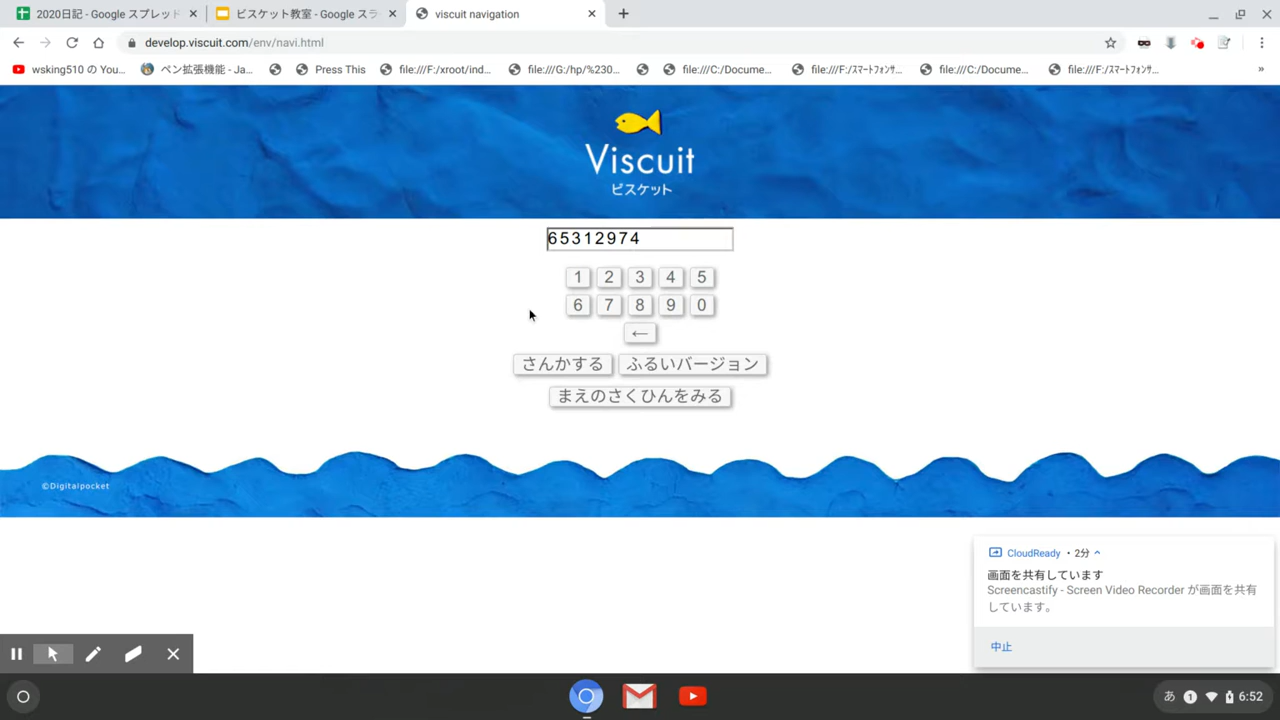 2020日記 - Google スプレッド
ビスケット教室 - Google スラ
viscuit navigation
develop.viscuit.com/env/navi.html
wsking510 の You...
ペン拡張機能 - Ja...
Press This
file:///F:/xroot/ind...
file:///G:/hp/%230...
file:///C:/Docume...
file:///F:/ｽﾏｰﾄﾌｫﾝｻ...
file:///C:/Docume...
file:///F:/ｽﾏｰﾄﾌｫﾝｻ...
»
Viscuit
ビスケット
65312974
1 2 3 4 5
6 7 8 9 0
←
さんかする ふるいバージョン
まえのさくひんをみる
©Digitalpocket
CloudReady • 2分
画面を共有しています
Screencastify - Screen Video Recorder が画面を共有
しています。
中止
あ 1 6:52